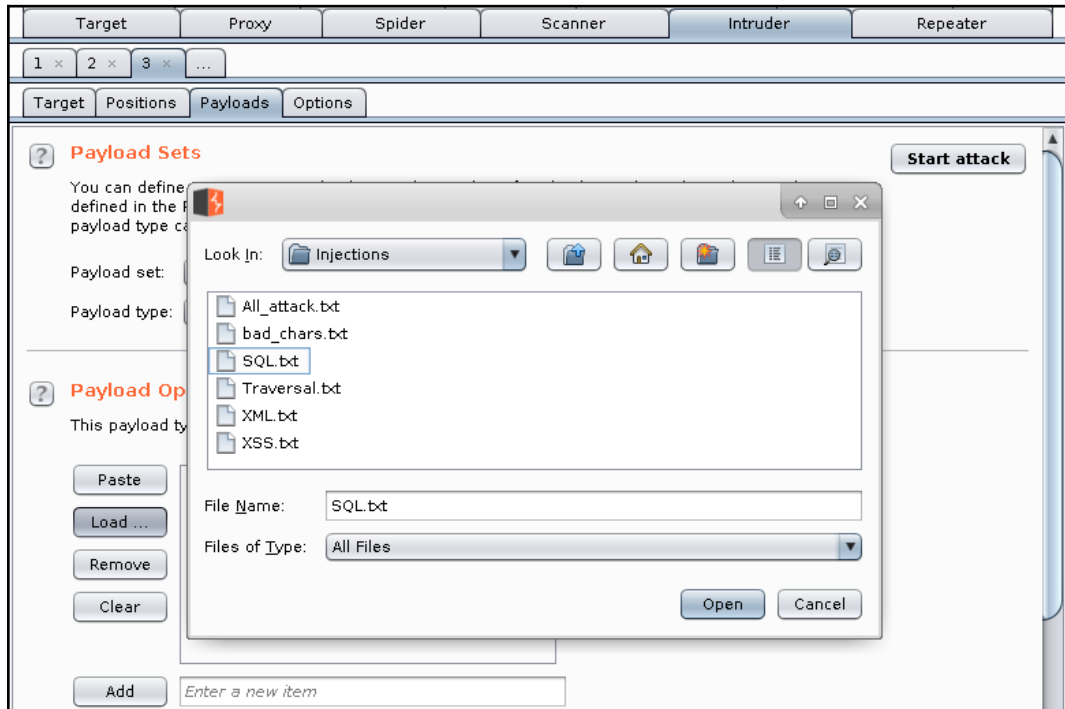 Target Proxy Spider Scanner Intruder Repeater
1 × 2 × 3 × ...
Target Positions Payloads Options
? Payload Sets
Start attack
You can define
defined in the
payload type
Look In: Injections
Payload set:
Payload type:
All_attack.txt
bad_chars.txt
SQL.txt
Traversal.txt
XML.txt
XSS.txt
? Payload Op
This payload ty
Paste
Load ...
Remove
Clear
File Name: SQL.txt
Files of Type: All Files
Open Cancel
Add Enter a new item